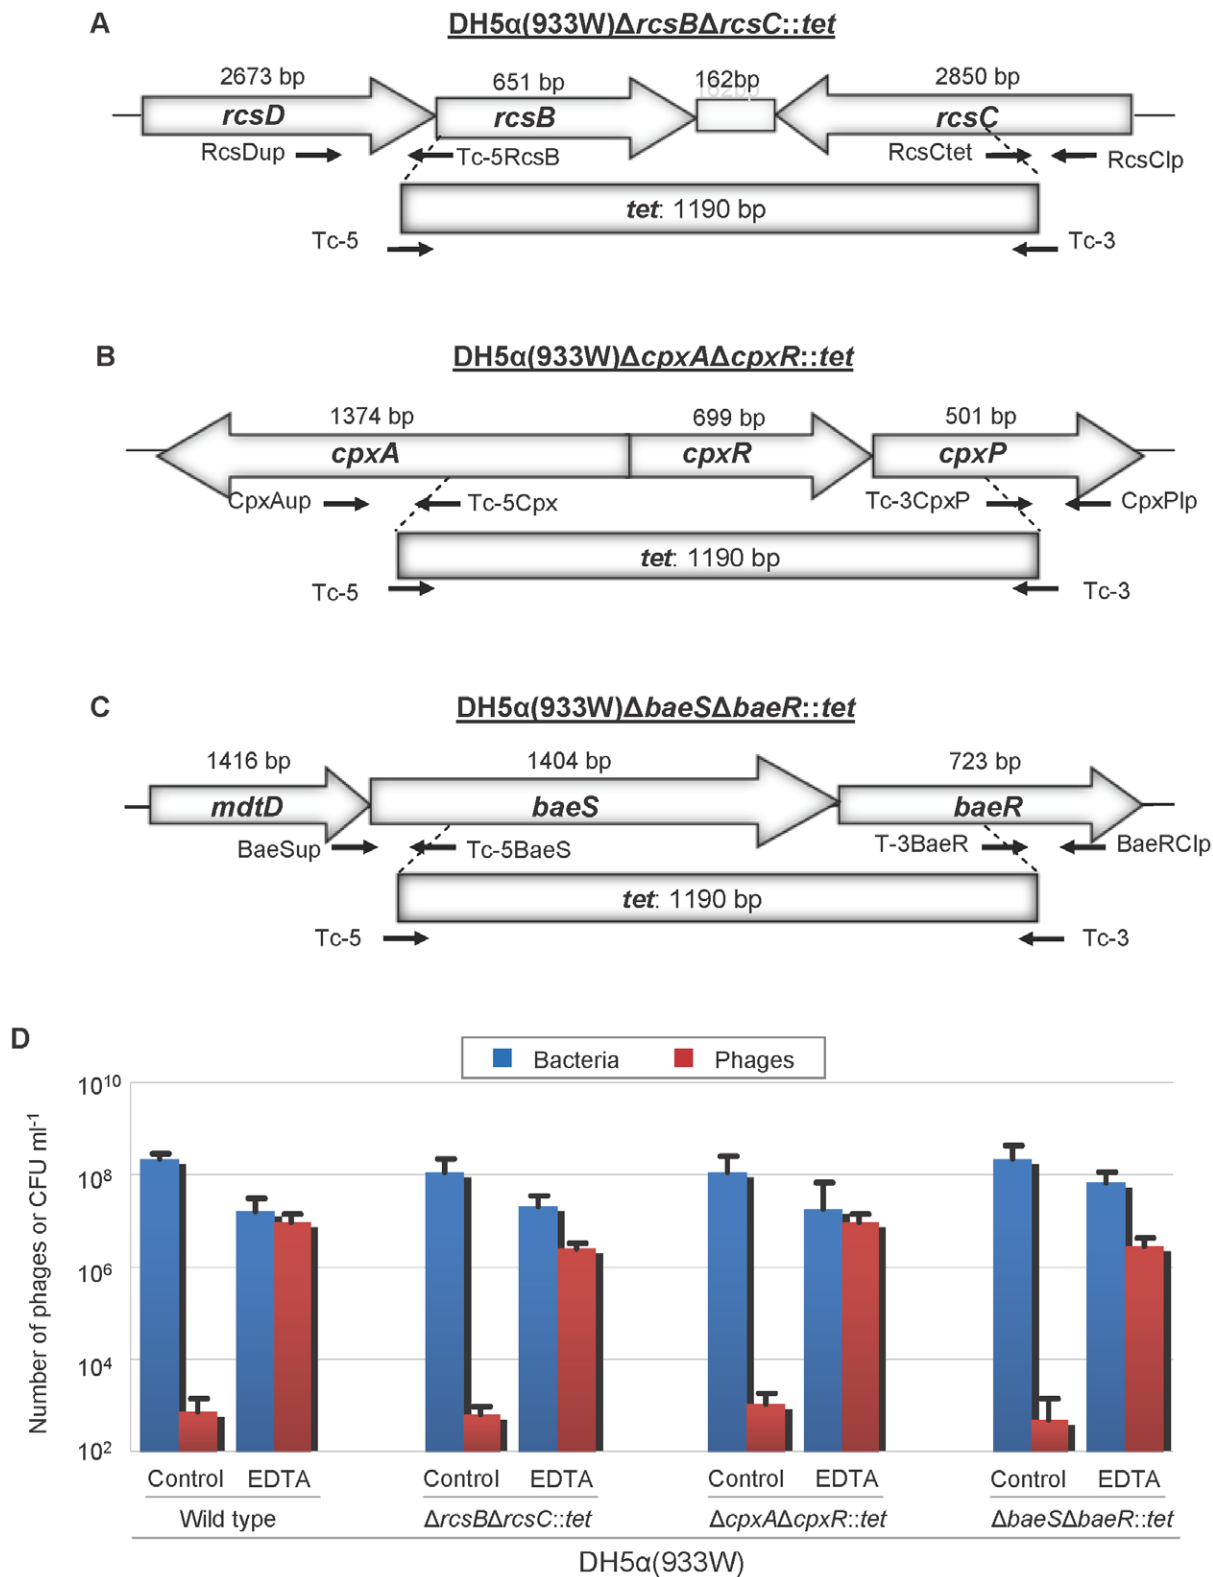 A
DH5α(933W)ΔrcsBΔrcsC::tet
2673 bp 651 bp 162bp 2850 bp
rcsD rcsB rcsC
RcsDup Tc-5RcsB RcsCtet RcsClp
tet: 1190 bp
Tc-5 Tc-3
B
DH5α(933W)ΔcpxAΔcpxR::tet
1374 bp 699 bp 501 bp
cpxA cpxR cpxP
CpxAup Tc-5Cpx Tc-3CpxP CpxPlp
tet: 1190 bp
Tc-5 Tc-3
C
DH5α(933W)ΔbaeSΔbaeR::tet
1416 bp 1404 bp 723 bp
mdtD baeS baeR
BaeSup Tc-5BaeS T-3BaeR BaeRClp
tet: 1190 bp
Tc-5 Tc-3
D
Bacteria Phages
Number of phages or CFU ml⁻¹
10¹⁰
10⁸
10⁶
10⁴
10²
Control EDTA Control EDTA Control EDTA Control EDTA
Wild type ΔrcsBΔrcsC::tet ΔcpxAΔcpxR::tet ΔbaeSΔbaeR::tet
DH5α(933W)